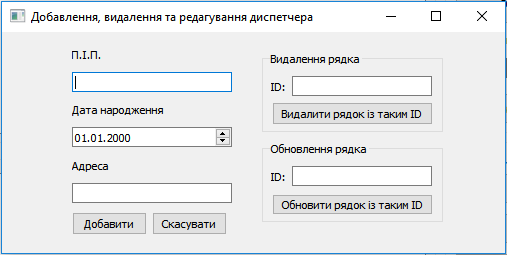 Добавлення, видалення та редагування диспетчера
П.І.П.
Дата народження
01.01.2000
Адреса
Добавити
Скасувати
Видалення рядка
ID:
Видалити рядок із таким ID
Обновлення рядка
ID:
Обновити рядок із таким ID